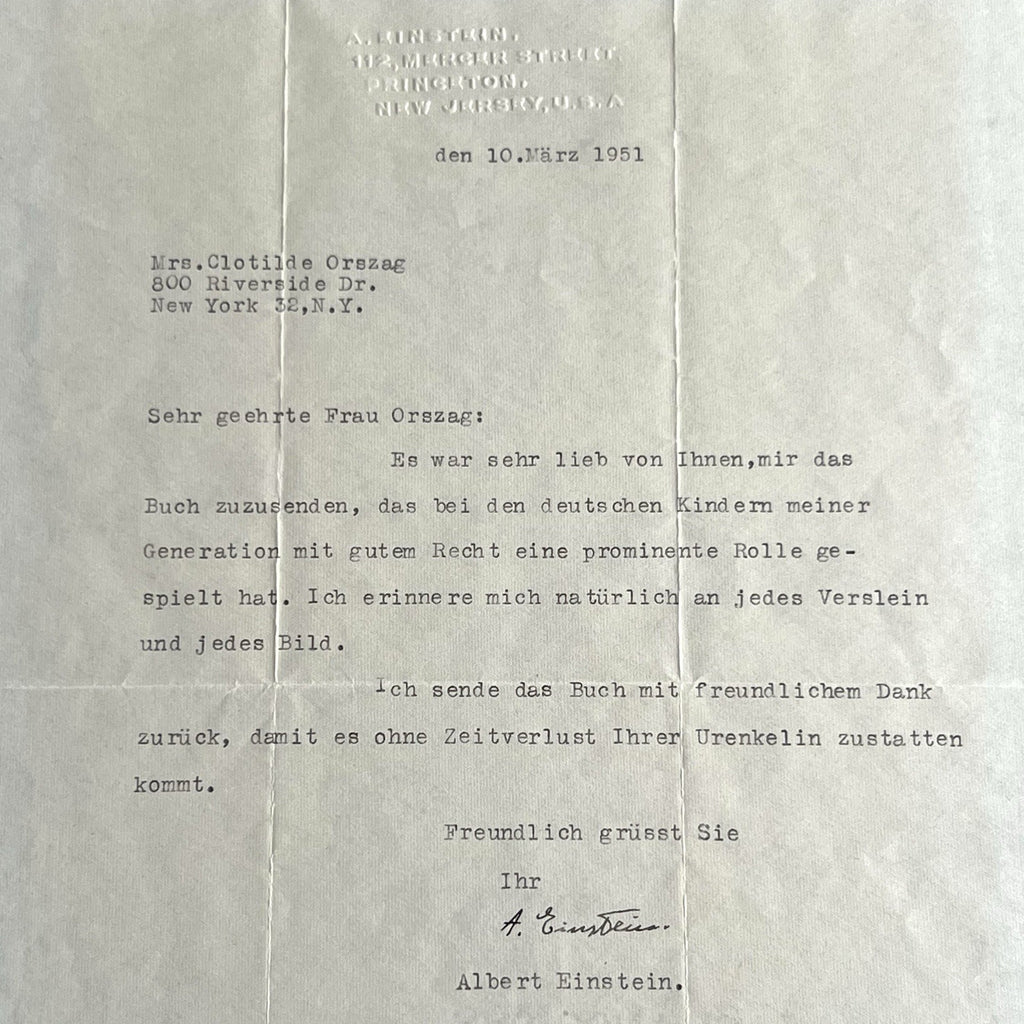 A. EINSTEIN.
112, MERCER STREET.
PRINCETON.
NEW JERSEY, U.S.A
den 10.März 1951
Mrs.Clotilde Orszag
800 Riverside Dr.
New York 32,N.Y.
Sehr geehrte Frau Orszag:
Es war sehr lieb von Ihnen,mir das
Buch zuzusenden, das bei den deutschen Kindern meiner
Generation mit gutem Recht eine prominente Rolle ge-
spielt hat. Ich erinnere mich natürlich an jedes Verslein
und jedes Bild.
Ich sende das Buch mit freundlichem Dank
zurück, damit es ohne Zeitverlust Ihrer Urenkelin zustatten
kommt.
Freundlich grüsst Sie
Ihr
A. Einstein.
Albert Einstein.